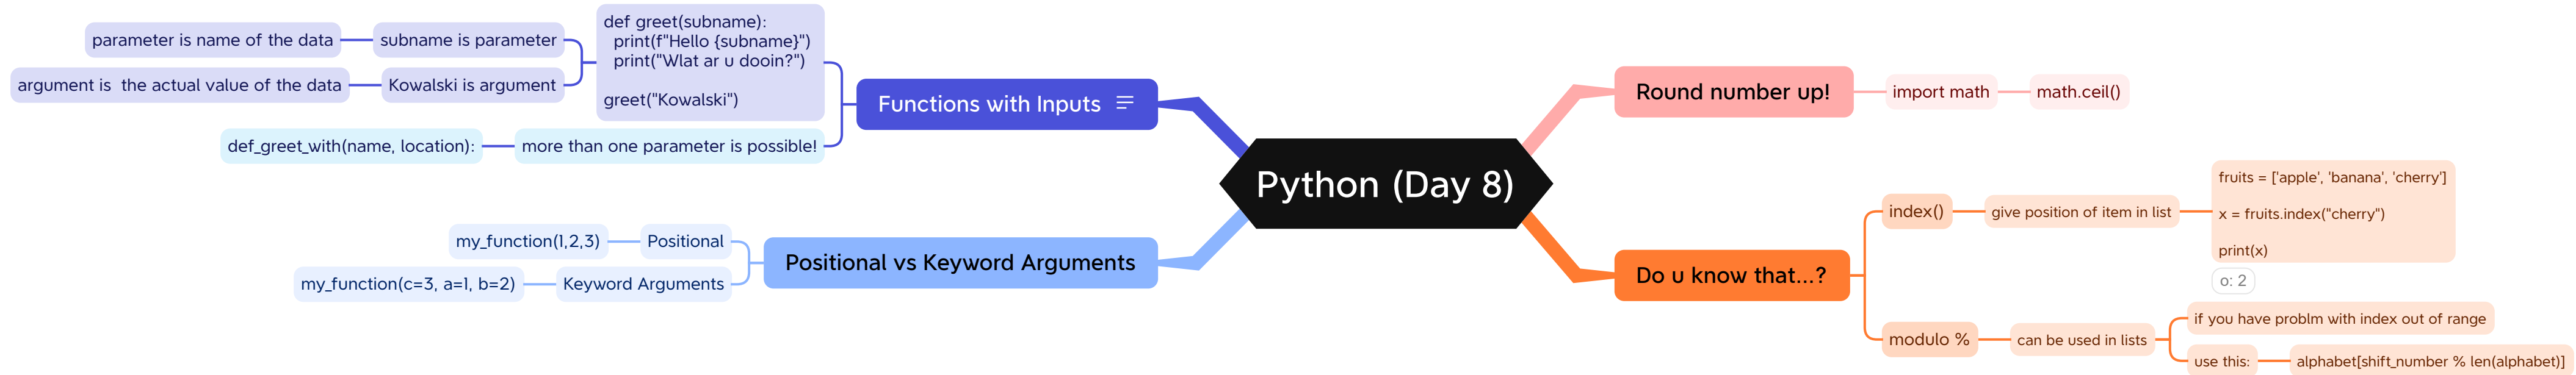 Python (Day 8)
Functions with Inputs
def greet(subname):
  print(f"Hello {subname}")
  print("Wlat ar u dooin?")
greet("Kowalski")
subname is parameter
parameter is name of the data
Kowalski is argument
argument is  the actual value of the data
more than one parameter is possible!
def_greet_with(name, location):
Positional vs Keyword Arguments
Positional
my_function(1,2,3)
Keyword Arguments
my_function(c=3, a=1, b=2)
Round number up!
import math
math.ceil()
Do u know that...?
index()
give position of item in list
fruits = ['apple', 'banana', 'cherry']
x = fruits.index("cherry")
print(x)
o: 2
modulo %
can be used in lists
if you have problm with index out of range
use this:
alphabet[shift_number % len(alphabet)]